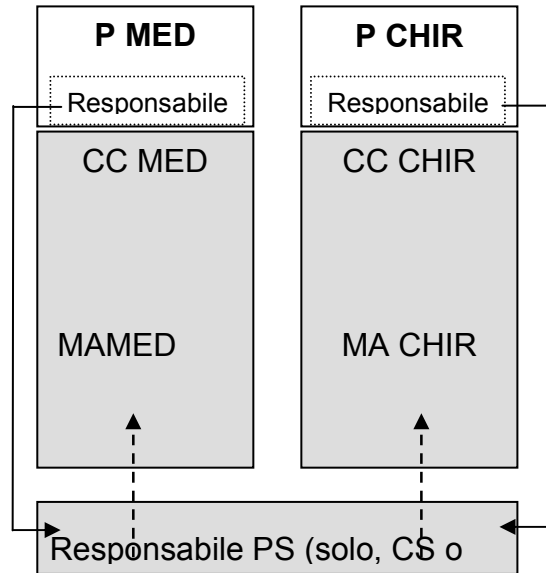 P MED
Responsabile
CC MED
MAMED
P CHIR
Responsabile
CC CHIR
MA CHIR
Responsabile PS (solo, CS o